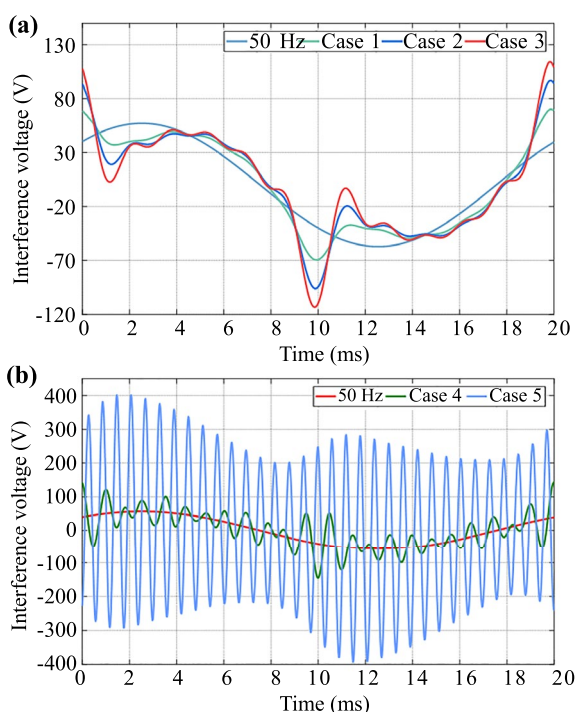 (a)
50 Hz Case 1 Case 2 Case 3
130
80
30
-20
-70
-120
Interference voltage (V)
0 2 4 6 8 10 12 14 16 18 20
Time (ms)
(b)
50 Hz Case 4 Case 5
400
300
200
100
0
-100
-200
-300
-400
Interference voltage (V)
0 2 4 6 8 10 12 14 16 18 20
Time (ms)